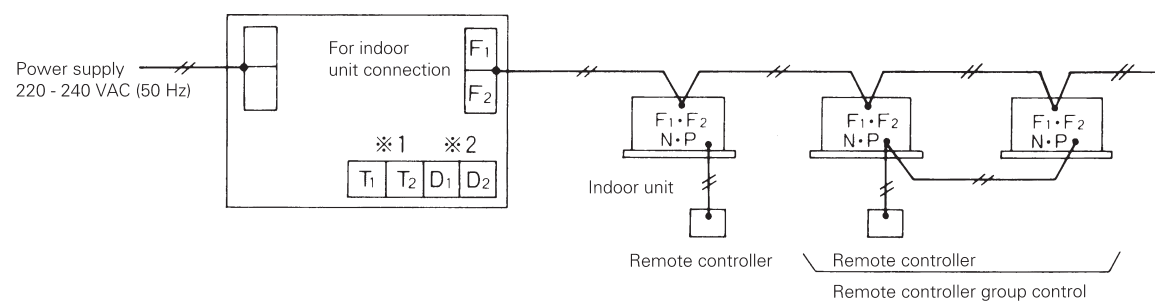 Power supply
220 - 240 VAC (50 Hz)
For indoor
unit connection
F₁
F₂
※1 ※2
T₁ T₂ D₁ D₂
F₁・F₂
N・P
F₁・F₂
N・P
F₁・F₂
N・P
Indoor unit
Remote controller
Remote controller
Remote controller group control